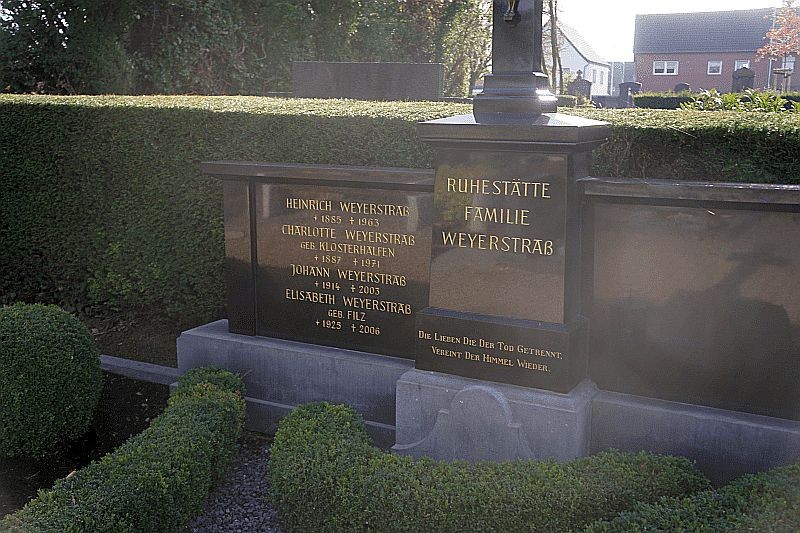 HEINRICH WEYERSTRAß
* 1885 ✝ 1963
CHARLOTTE WEYERSTRAß
GEB. KLOSTERHALFEN
* 1887 ✝ 1971
JOHANN WEYERSTRAß
* 1914 ✝ 2003
ELISABETH WEYERSTRAß
GEB. FILZ
* 1925 ✝ 2006
RUHESTÄTTE
FAMILIE
WEYERSTRAß
DIE LIEBEN DIE DER TOD GETRENNT,
VEREINT DER HIMMEL WIEDER.